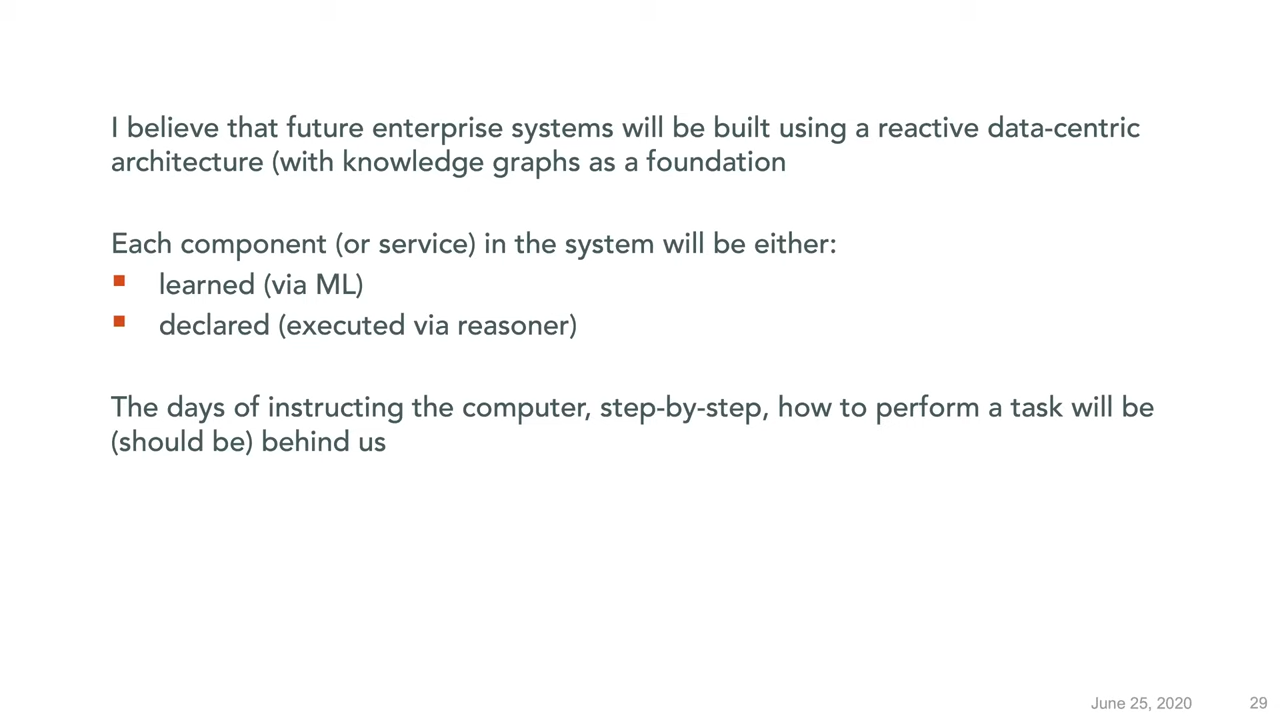 I believe that future enterprise systems will be built using a reactive data-centric
architecture (with knowledge graphs as a foundation
Each component (or service) in the system will be either:
▪ learned (via ML)
▪ declared (executed via reasoner)
The days of instructing the computer, step-by-step, how to perform a task will be
(should be) behind us
June 25, 2020 29